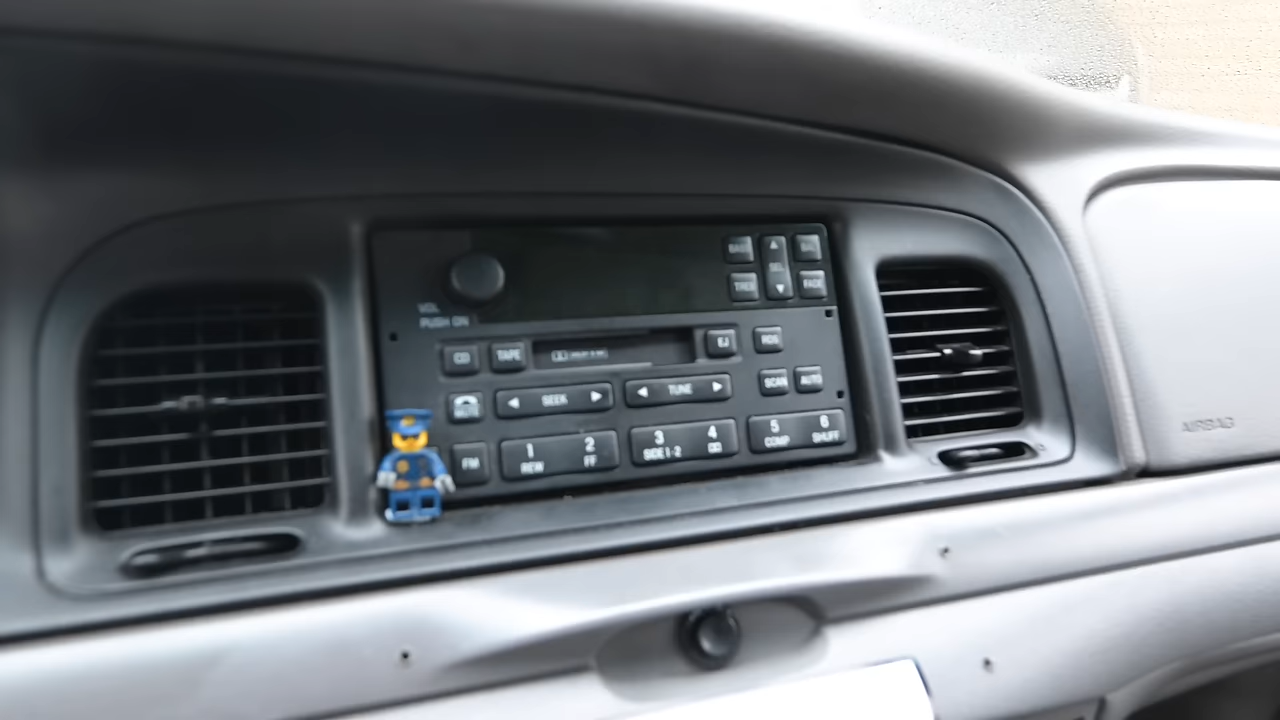 BASS SEL BAL
TREB FADE
VOL
PUSH ON
CD TAPE EJ RDS
SEEK TUNE SCAN AUTO
MUTE
FM 1 REW 2 FF 3 SIDE 1-2 4 5 COMP 6 SHUFF
AIRBAG